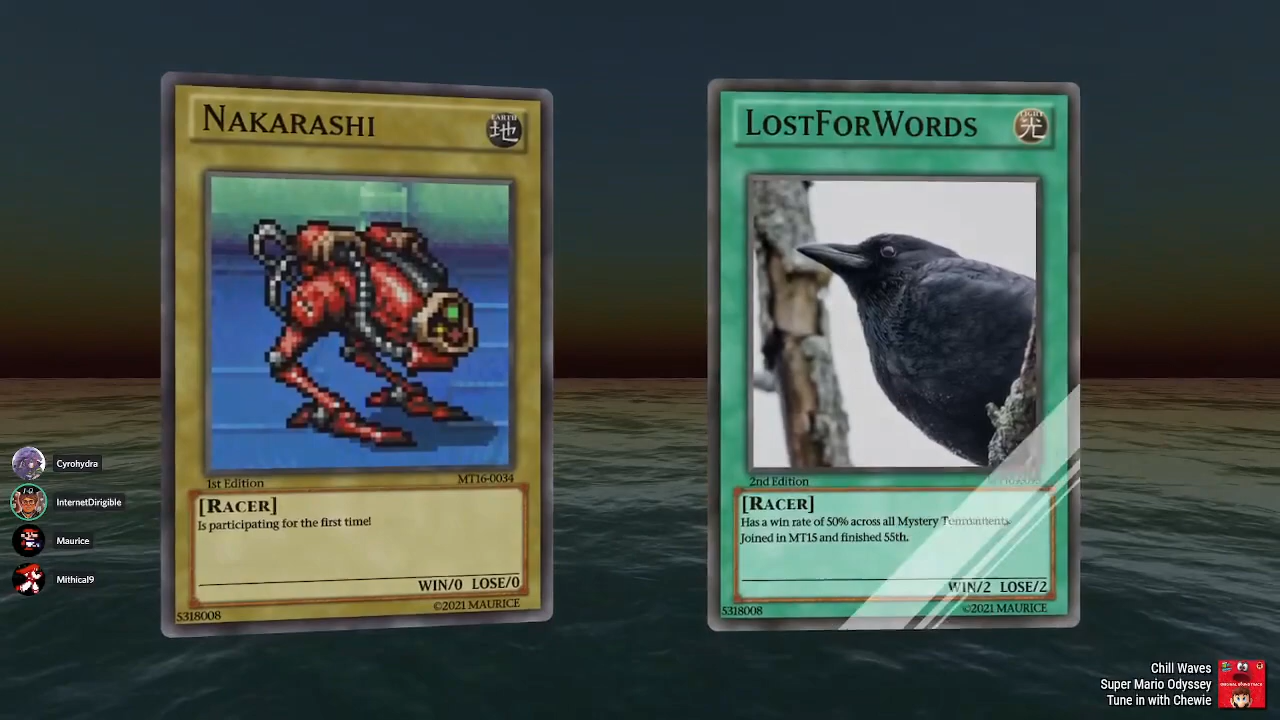 NAKARASHI
EARTH
地
1st Edition
MT16-0034
[RACER]
Is participating for the first time!
WIN/0 LOSE/0
5318008
©2021 MAURICE
LOSTFORWORDS
LIGHT
光
2nd Edition
[RACER]
Has a win rate of 50% across all Mystery Tournaments.
Joined in MT15 and finished 55th.
WIN/2 LOSE/2
5318008
©2021 MAURICE
Cyrohydra
InternetDirigible
Maurice
Mithical9
Chill Waves
Super Mario Odyssey
Tune in with Chewie